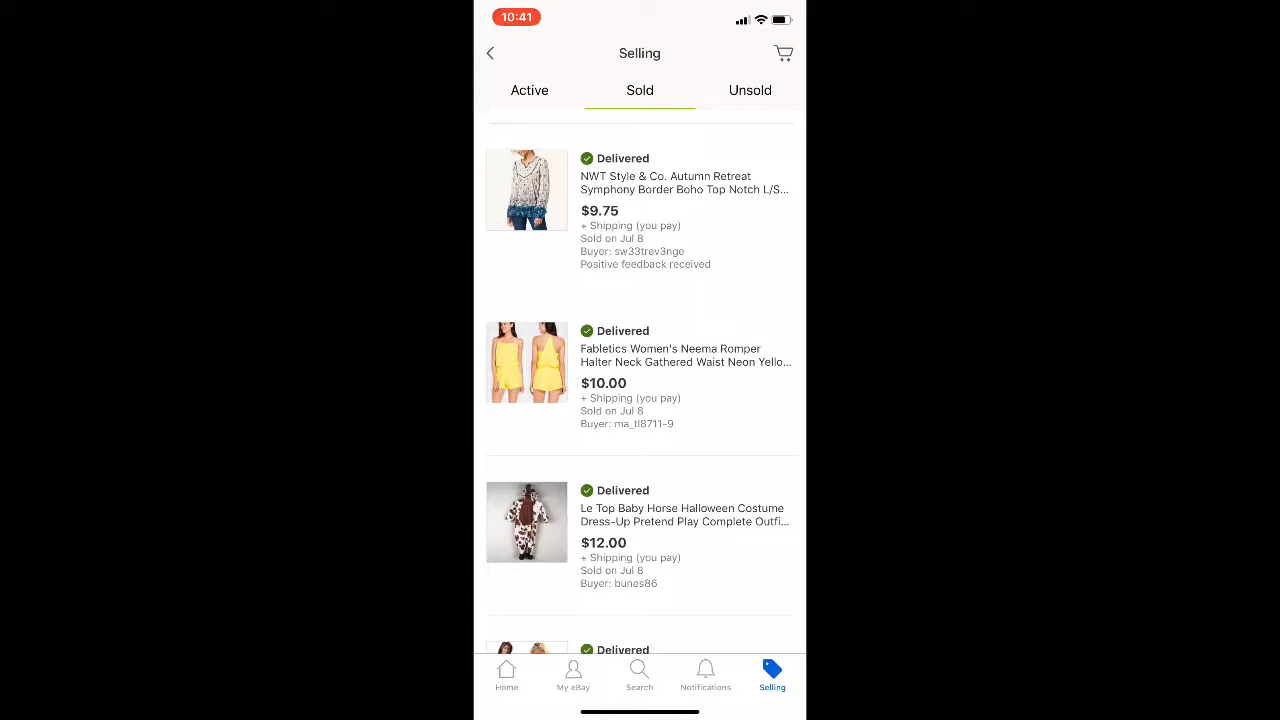 10:41
Selling
Active Sold Unsold
Delivered
NWT Style & Co. Autumn Retreat
Symphony Border Boho Top Notch L/S...
$9.75
+ Shipping (you pay)
Sold on Jul 8
Buyer: sw33trev3nge
Positive feedback received
Delivered
Fabletics Women's Neema Romper
Halter Neck Gathered Waist Neon Yello...
$10.00
+ Shipping (you pay)
Sold on Jul 8
Buyer: ma_tl8711-9
Delivered
Le Top Baby Horse Halloween Costume
Dress-Up Pretend Play Complete Outfi...
$12.00
+ Shipping (you pay)
Sold on Jul 8
Buyer: bunes86
Delivered
Home My eBay Search Notifications Selling